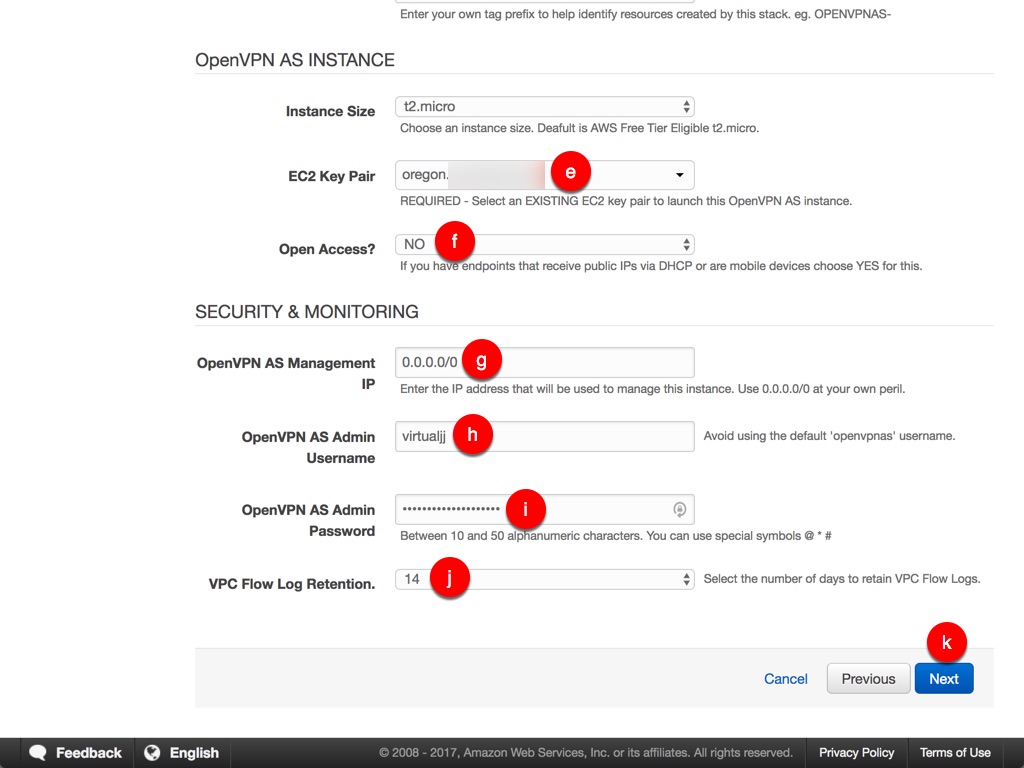 Enter your own tag prefix to help identify resources created by this stack. eg. OPENVPNAS-
OpenVPN AS INSTANCE
Instance Size
t2.micro
Choose an instance size. Deafult is AWS Free Tier Eligible t2.micro.
EC2 Key Pair
oregon.
e
REQUIRED - Select an EXISTING EC2 key pair to launch this OpenVPN AS instance.
Open Access?
NO
f
If you have endpoints that receive public IPs via DHCP or are mobile devices choose YES for this.
SECURITY & MONITORING
OpenVPN AS Management
IP
0.0.0.0/0
g
Enter the IP address that will be used to manage this instance. Use 0.0.0.0/0 at your own peril.
OpenVPN AS Admin
Username
virtualjj
h
Avoid using the default 'openvpnas' username.
OpenVPN AS Admin
Password
••••••••••••••••••••
i
Between 10 and 50 alphanumeric characters. You can use special symbols @ * #
VPC Flow Log Retention.
14
j
Select the number of days to retain VPC Flow Logs.
k
Cancel
Previous
Next
Feedback
English
© 2008 - 2017, Amazon Web Services, Inc. or its affiliates. All rights reserved.
Privacy Policy
Terms of Use